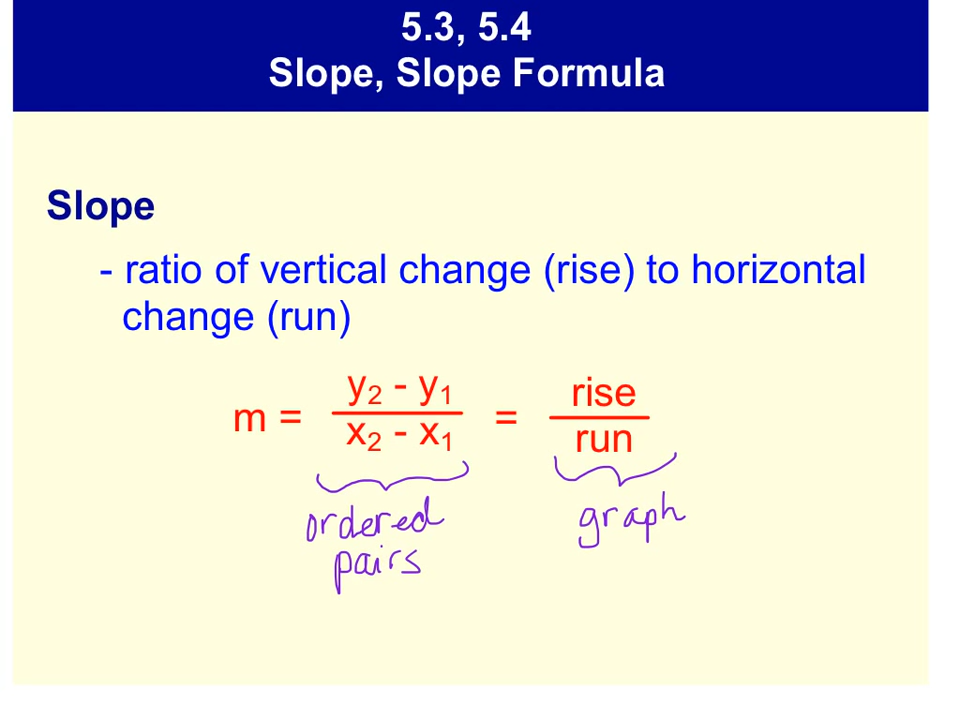 5.3, 5.4
Slope, Slope Formula
Slope
- ratio of vertical change (rise) to horizontal
change (run)
m = y₂ - y₁ / x₂ - x₁ = rise / run
ordered graph
pairs